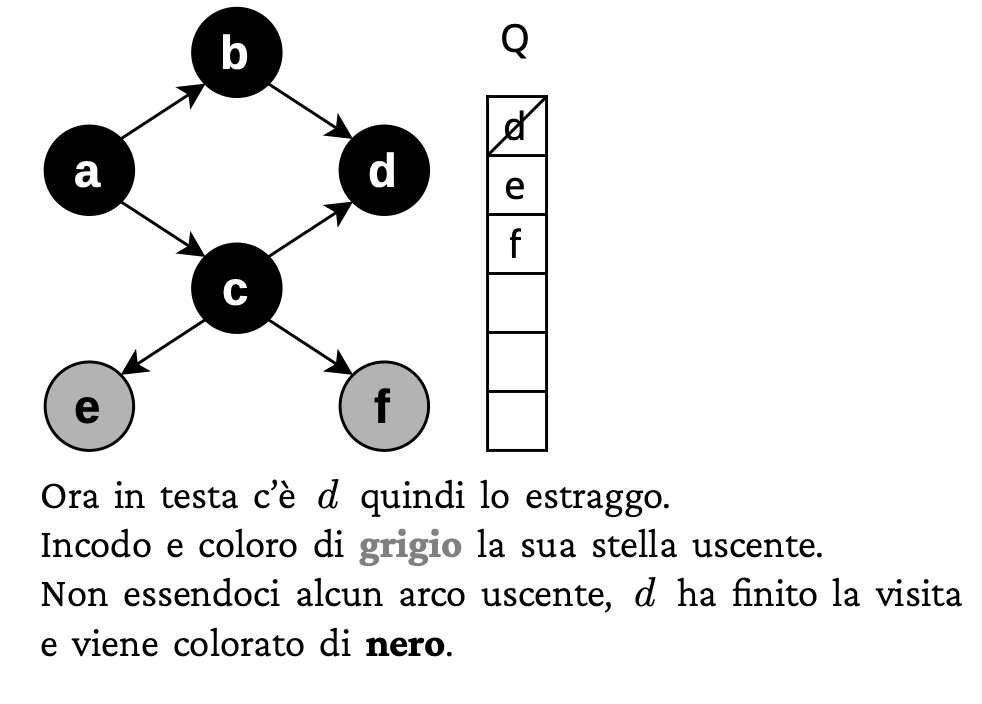 b
Q
d
a
d
e
c
f
e
f
Ora in testa c’è d quindi lo estraggo.
Incodo e coloro di grigio la sua stella uscente.
Non essendoci alcun arco uscente, d ha finito la visita
e viene colorato di nero.